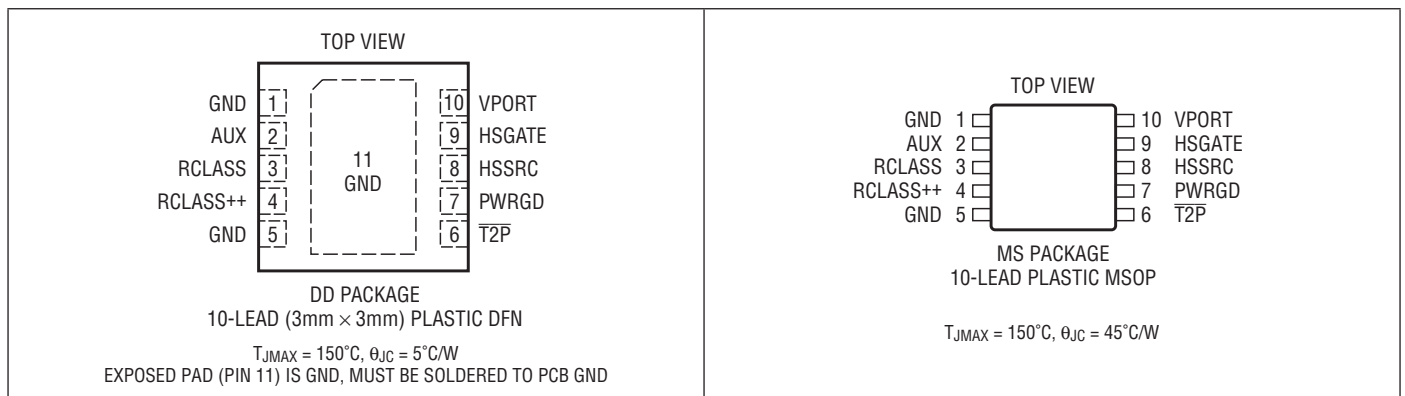 TOP VIEW
GND 1 10 VPORT
AUX 2 9 HSGATE
RCLASS 3 8 HSSRC
RCLASS++ 4 7 PWRGD
GND 5 6 T2P
11
GND
DD PACKAGE
10-LEAD (3mm × 3mm) PLASTIC DFN
TJMAX = 150°C, θJC = 5°C/W
EXPOSED PAD (PIN 11) IS GND, MUST BE SOLDERED TO PCB GND
TOP VIEW
GND 1 10 VPORT
AUX 2 9 HSGATE
RCLASS 3 8 HSSRC
RCLASS++ 4 7 PWRGD
GND 5 6 T2P
MS PACKAGE
10-LEAD PLASTIC MSOP
TJMAX = 150°C, θJC = 45°C/W